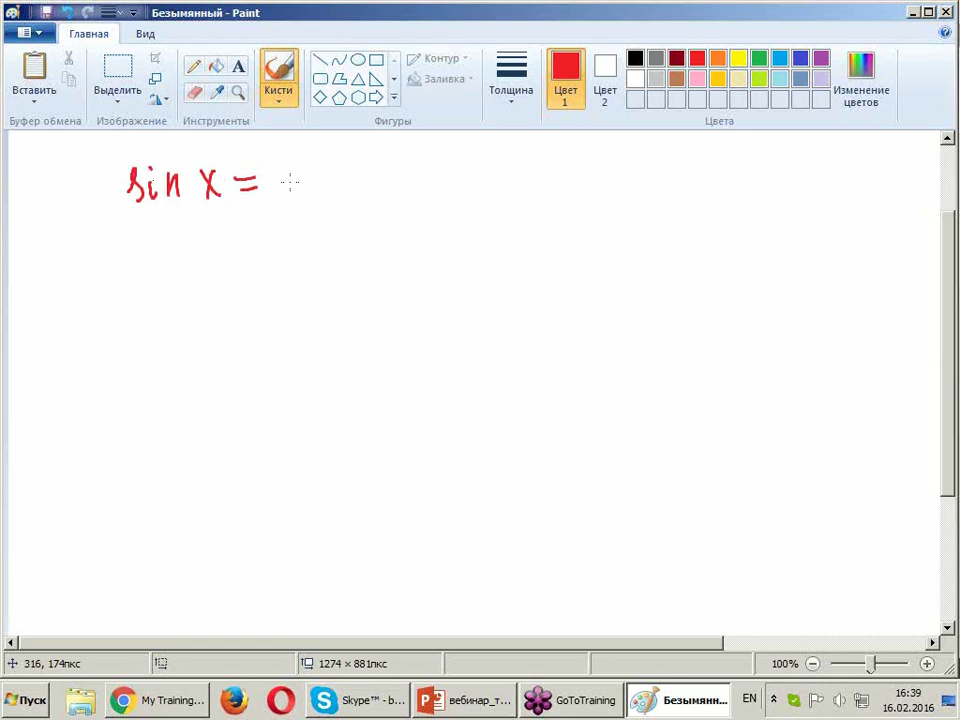 Безымянный - Paint
Главная Вид
Вставить
Выделить
A
Кисти
Контур
Заливка
Толщина
Цвет 1
Цвет 2
Изменение цветов
Буфер обмена Изображение Инструменты Фигуры Цвета
sin x =
316, 174пкс 1274 × 881пкс 100%
Пуск My Training... Skype™ - b... вебинар_т... GoToTraining Безымянн... EN 16:39
16.02.2016